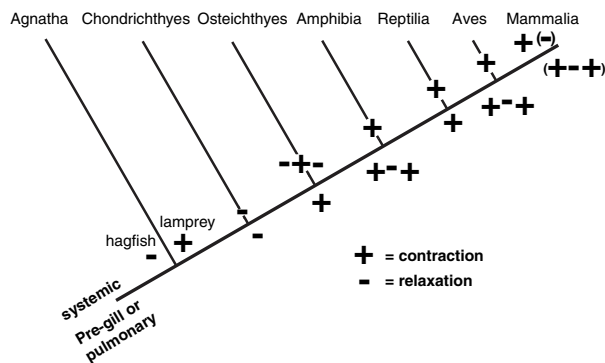 Agnatha Chondrichthyes Osteichthyes Amphibia Reptilia Aves Mammalia
+ (-)
+ (+-+)
+ +-+
+ +
-+- +-+
- +
lamprey
hagfish + -
-
+ = contraction
- = relaxation
systemic
Pre-gill or
pulmonary